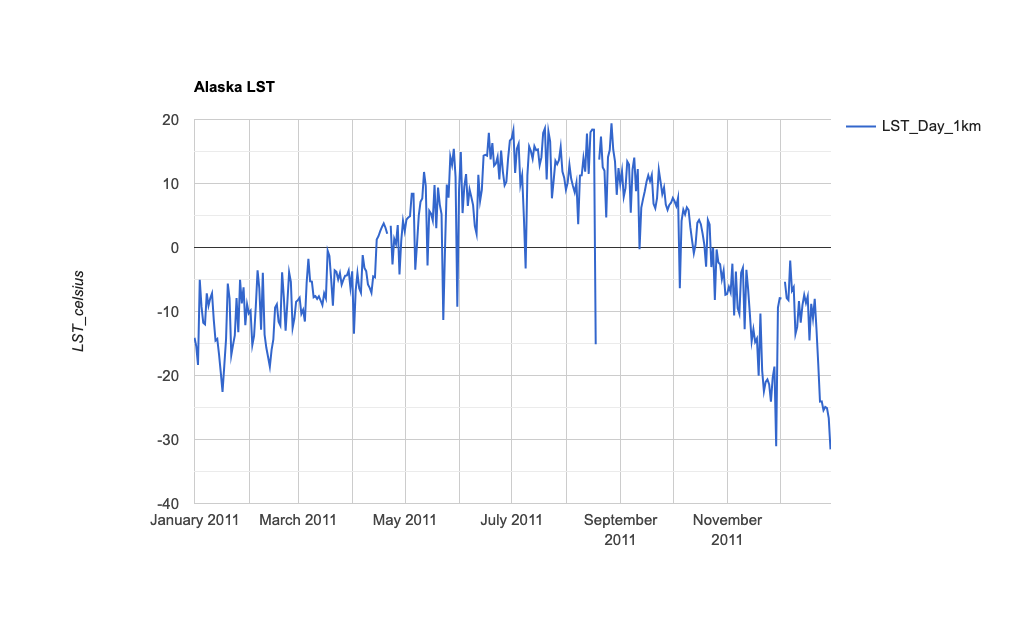 Alaska LST
20
10
0
-10
-20
-30
-40
LST_celsius
January 2011
March 2011
May 2011
July 2011
September
2011
November
2011
LST_Day_1km